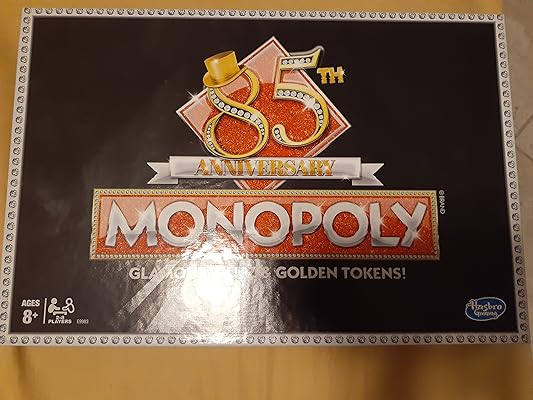 85TH
ANNIVERSARY
MONOPOLY
GOLDEN TOKENS!
AGES
8+
PLAYERS
Hasbro
Gaming